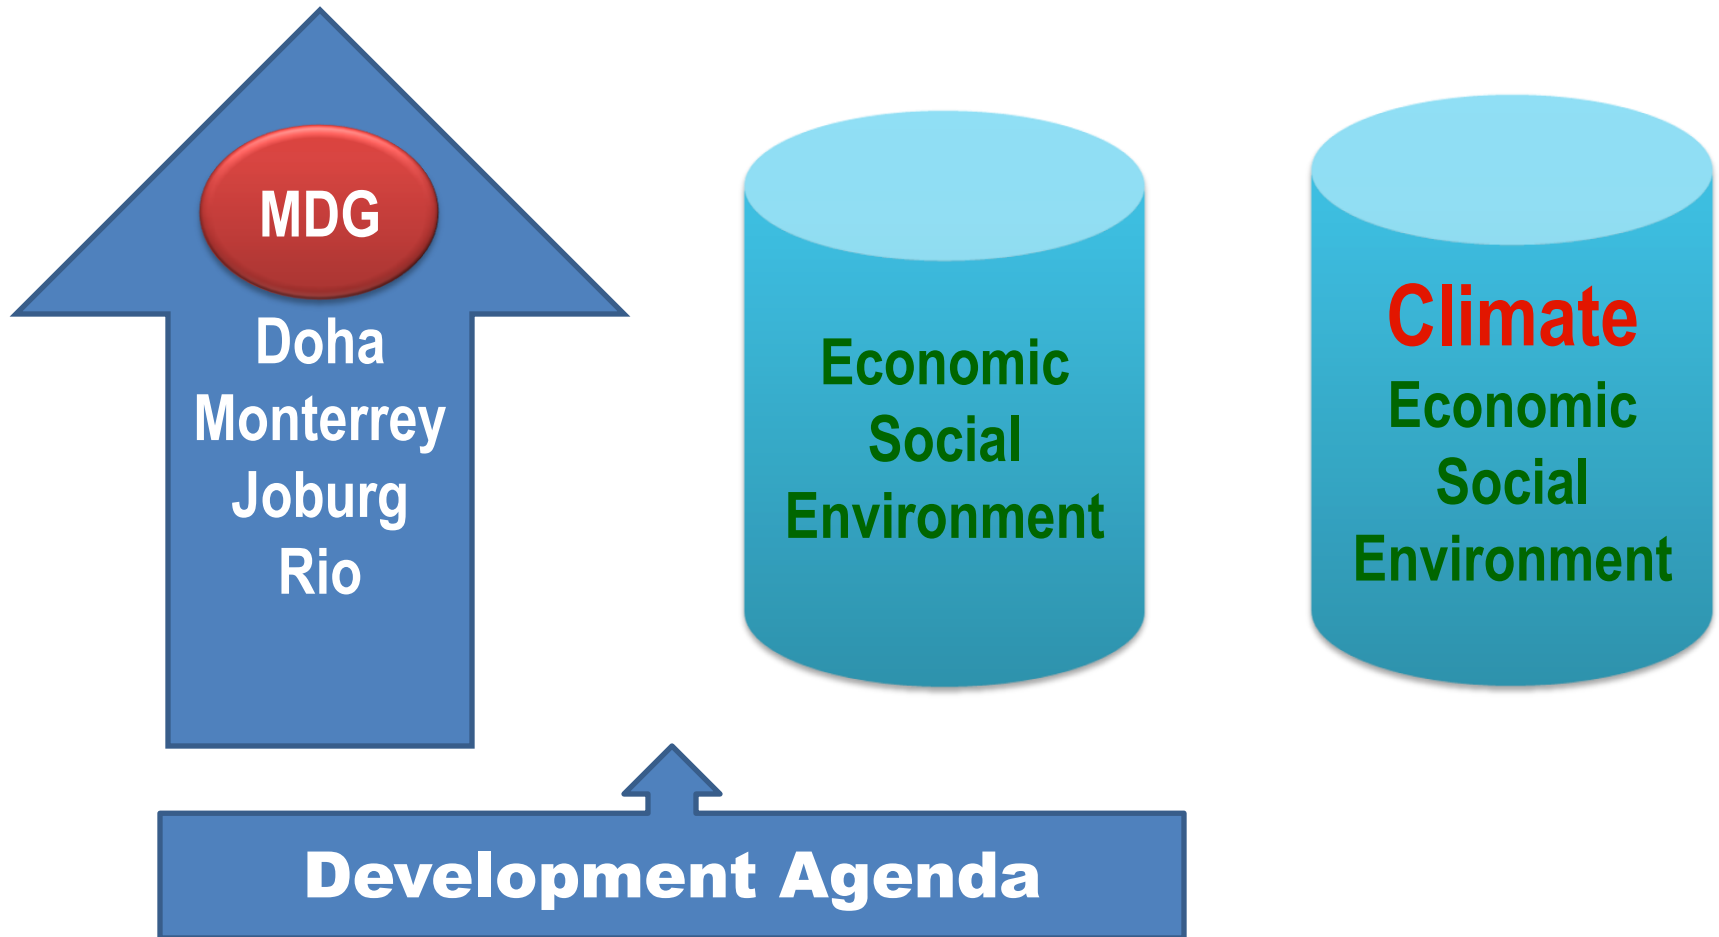 MDG
Doha
Monterrey
Joburg
Rio
Economic
Social
Environment
Climate
Economic
Social
Environment
Development Agenda